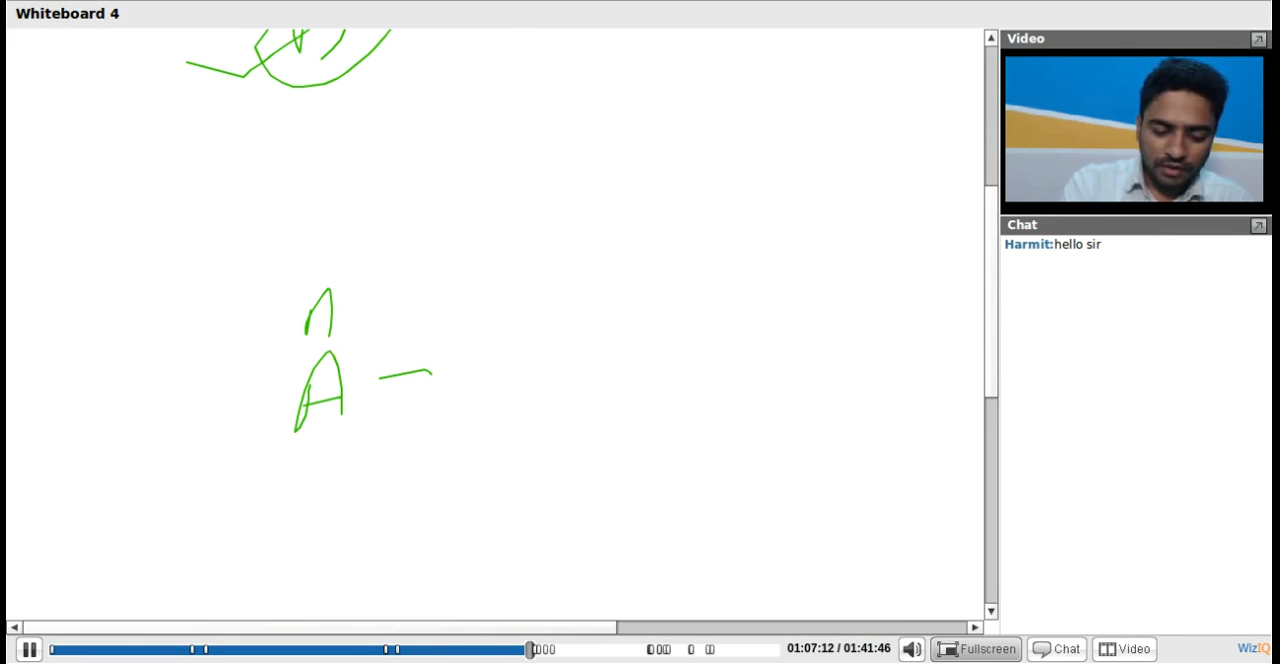 Whiteboard 4
Video
Chat
Harmit:hello sir
A
01:07:12 / 01:41:46
Fullscreen
Chat
Video
WizIQ